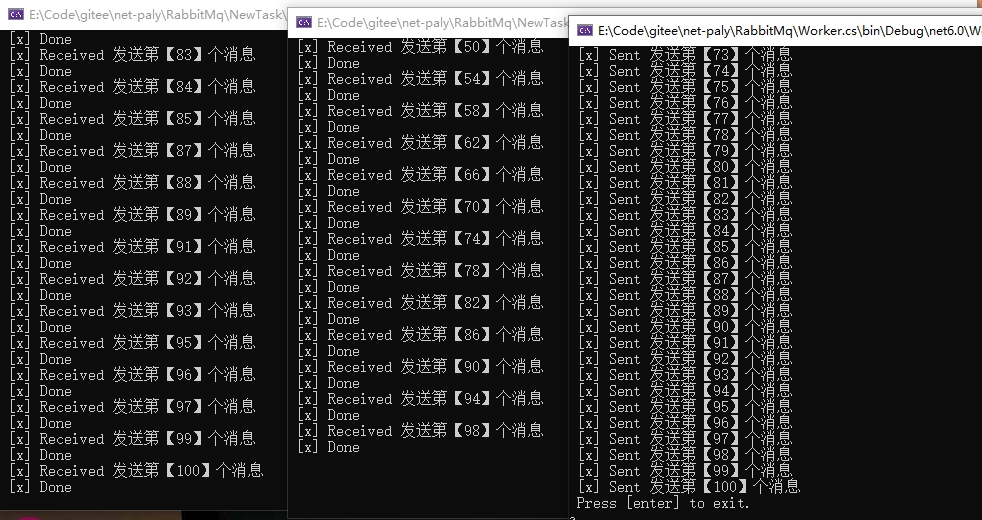 E:\Code\gitee\net-paly\RabbitMq\NewTask\
[x] Done
[x] Received 发送第【83】个消息
[x] Done
[x] Received 发送第【84】个消息
[x] Done
[x] Received 发送第【85】个消息
[x] Done
[x] Received 发送第【87】个消息
[x] Done
[x] Received 发送第【88】个消息
[x] Done
[x] Received 发送第【89】个消息
[x] Done
[x] Received 发送第【91】个消息
[x] Done
[x] Received 发送第【92】个消息
[x] Done
[x] Received 发送第【93】个消息
[x] Done
[x] Received 发送第【95】个消息
[x] Done
[x] Received 发送第【96】个消息
[x] Done
[x] Received 发送第【97】个消息
[x] Done
[x] Received 发送第【99】个消息
[x] Done
[x] Received 发送第【100】个消息
[x] Done
E:\Code\gitee\net-paly\RabbitMq\NewTask
[x] Received 发送第【50】个消息
[x] Done
[x] Received 发送第【54】个消息
[x] Done
[x] Received 发送第【58】个消息
[x] Done
[x] Received 发送第【62】个消息
[x] Done
[x] Received 发送第【66】个消息
[x] Done
[x] Received 发送第【70】个消息
[x] Done
[x] Received 发送第【74】个消息
[x] Done
[x] Received 发送第【78】个消息
[x] Done
[x] Received 发送第【82】个消息
[x] Done
[x] Received 发送第【86】个消息
[x] Done
[x] Received 发送第【90】个消息
[x] Done
[x] Received 发送第【94】个消息
[x] Done
[x] Received 发送第【98】个消息
[x] Done
E:\Code\gitee\net-paly\RabbitMq\Worker.cs\bin\Debug\net6.0\W
[x] Sent 发送第【73】个消息
[x] Sent 发送第【74】个消息
[x] Sent 发送第【75】个消息
[x] Sent 发送第【76】个消息
[x] Sent 发送第【77】个消息
[x] Sent 发送第【78】个消息
[x] Sent 发送第【79】个消息
[x] Sent 发送第【80】个消息
[x] Sent 发送第【81】个消息
[x] Sent 发送第【82】个消息
[x] Sent 发送第【83】个消息
[x] Sent 发送第【84】个消息
[x] Sent 发送第【85】个消息
[x] Sent 发送第【86】个消息
[x] Sent 发送第【87】个消息
[x] Sent 发送第【88】个消息
[x] Sent 发送第【89】个消息
[x] Sent 发送第【90】个消息
[x] Sent 发送第【91】个消息
[x] Sent 发送第【92】个消息
[x] Sent 发送第【93】个消息
[x] Sent 发送第【94】个消息
[x] Sent 发送第【95】个消息
[x] Sent 发送第【96】个消息
[x] Sent 发送第【97】个消息
[x] Sent 发送第【98】个消息
[x] Sent 发送第【99】个消息
[x] Sent 发送第【100】个消息
Press [enter] to exit.